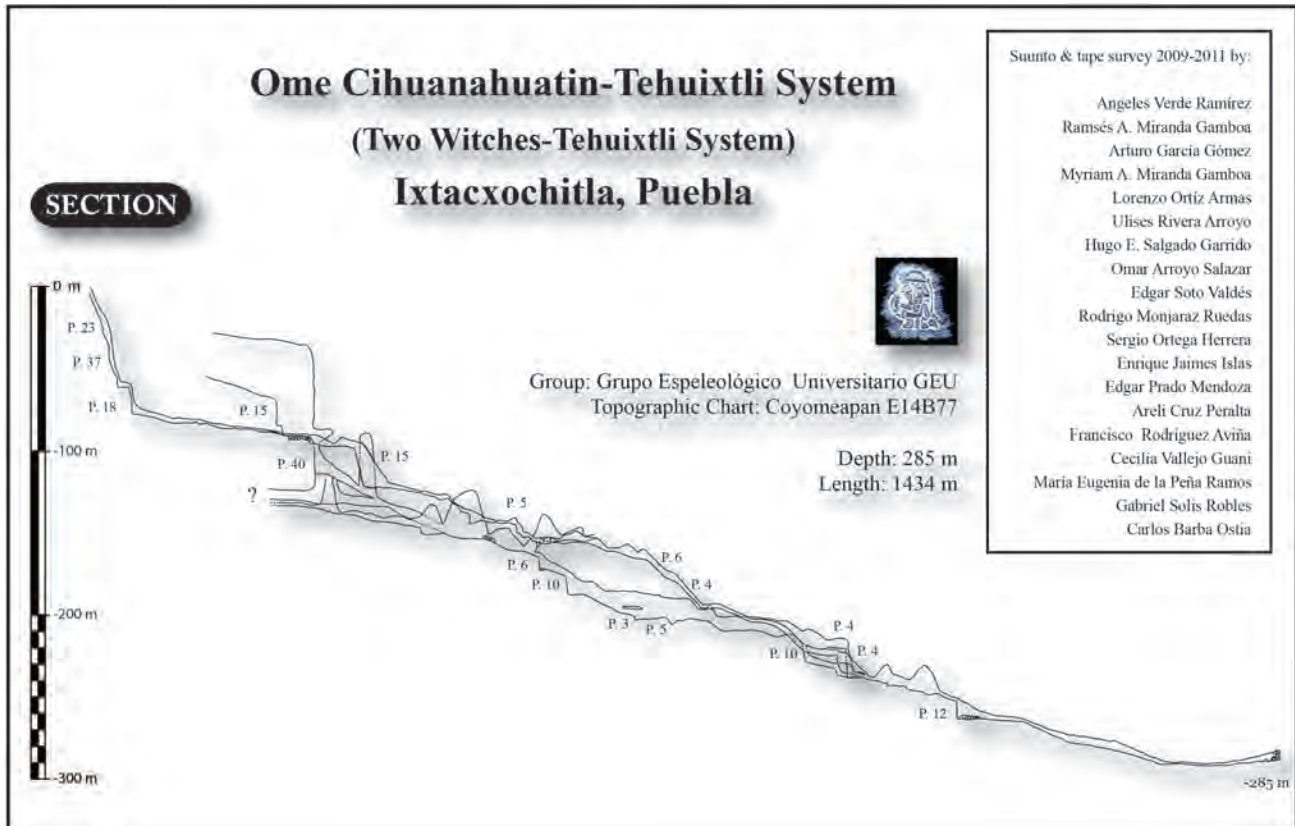 Ome Cihuanahuatin-Tehuixtli System
(Two Witches-Tehuixtli System)
Ixtacxochitla, Puebla
SECTION
Suunto & tape survey 2009-2011 by:
Angeles Verde Ramírez
Ramsés A. Miranda Gamboa
Arturo García Gómez
Myriam A. Miranda Gamboa
Lorenzo Ortíz Armas
Ulises Rivera Arroyo
Hugo E. Salgado Garrido
Omar Arroyo Salazar
Edgar Soto Valdés
Rodrigo Monjaraz Ruedas
Sergio Ortega Herrera
Enrique Jaimes Islas
Edgar Prado Mendoza
Areli Cruz Peralta
Francisco Rodríguez Aviña
Cecilia Vallejo Guani
María Eugenia de la Peña Ramos
Gabriel Solis Robles
Carlos Barba Ostia
Group: Grupo Espeleológico Universitario GEU
Topographic Chart: Coyomeapan E14B77
Depth: 285 m
Length: 1434 m
0 m
P. 23
P. 37
P. 18
P. 15
-100 m
P. 40
P. 15
?
P. 5
P. 6
P. 6
P. 10
P. 4
-200 m
P. 3
P. 5
P. 4
P. 4
P. 10
P. 12
-300 m
-285 m